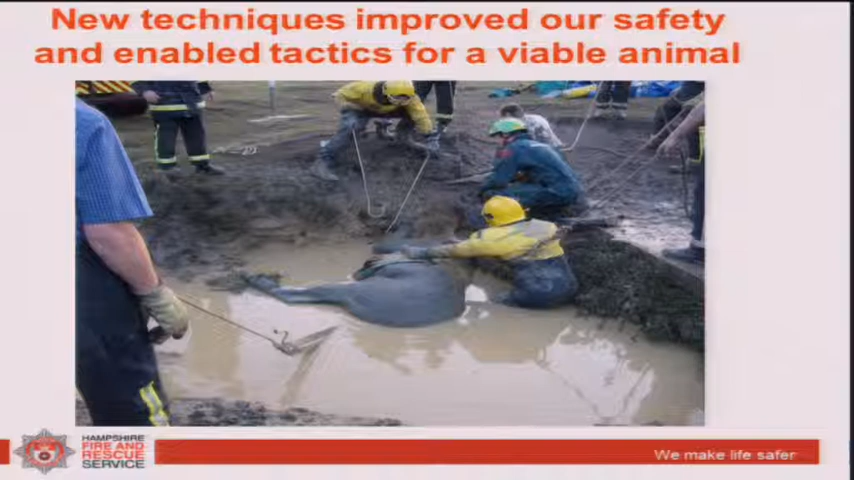 New techniques improved our safety
and enabled tactics for a viable animal
HAMPSHIRE
FIRE AND
RESCUE
SERVICE
We make life safer